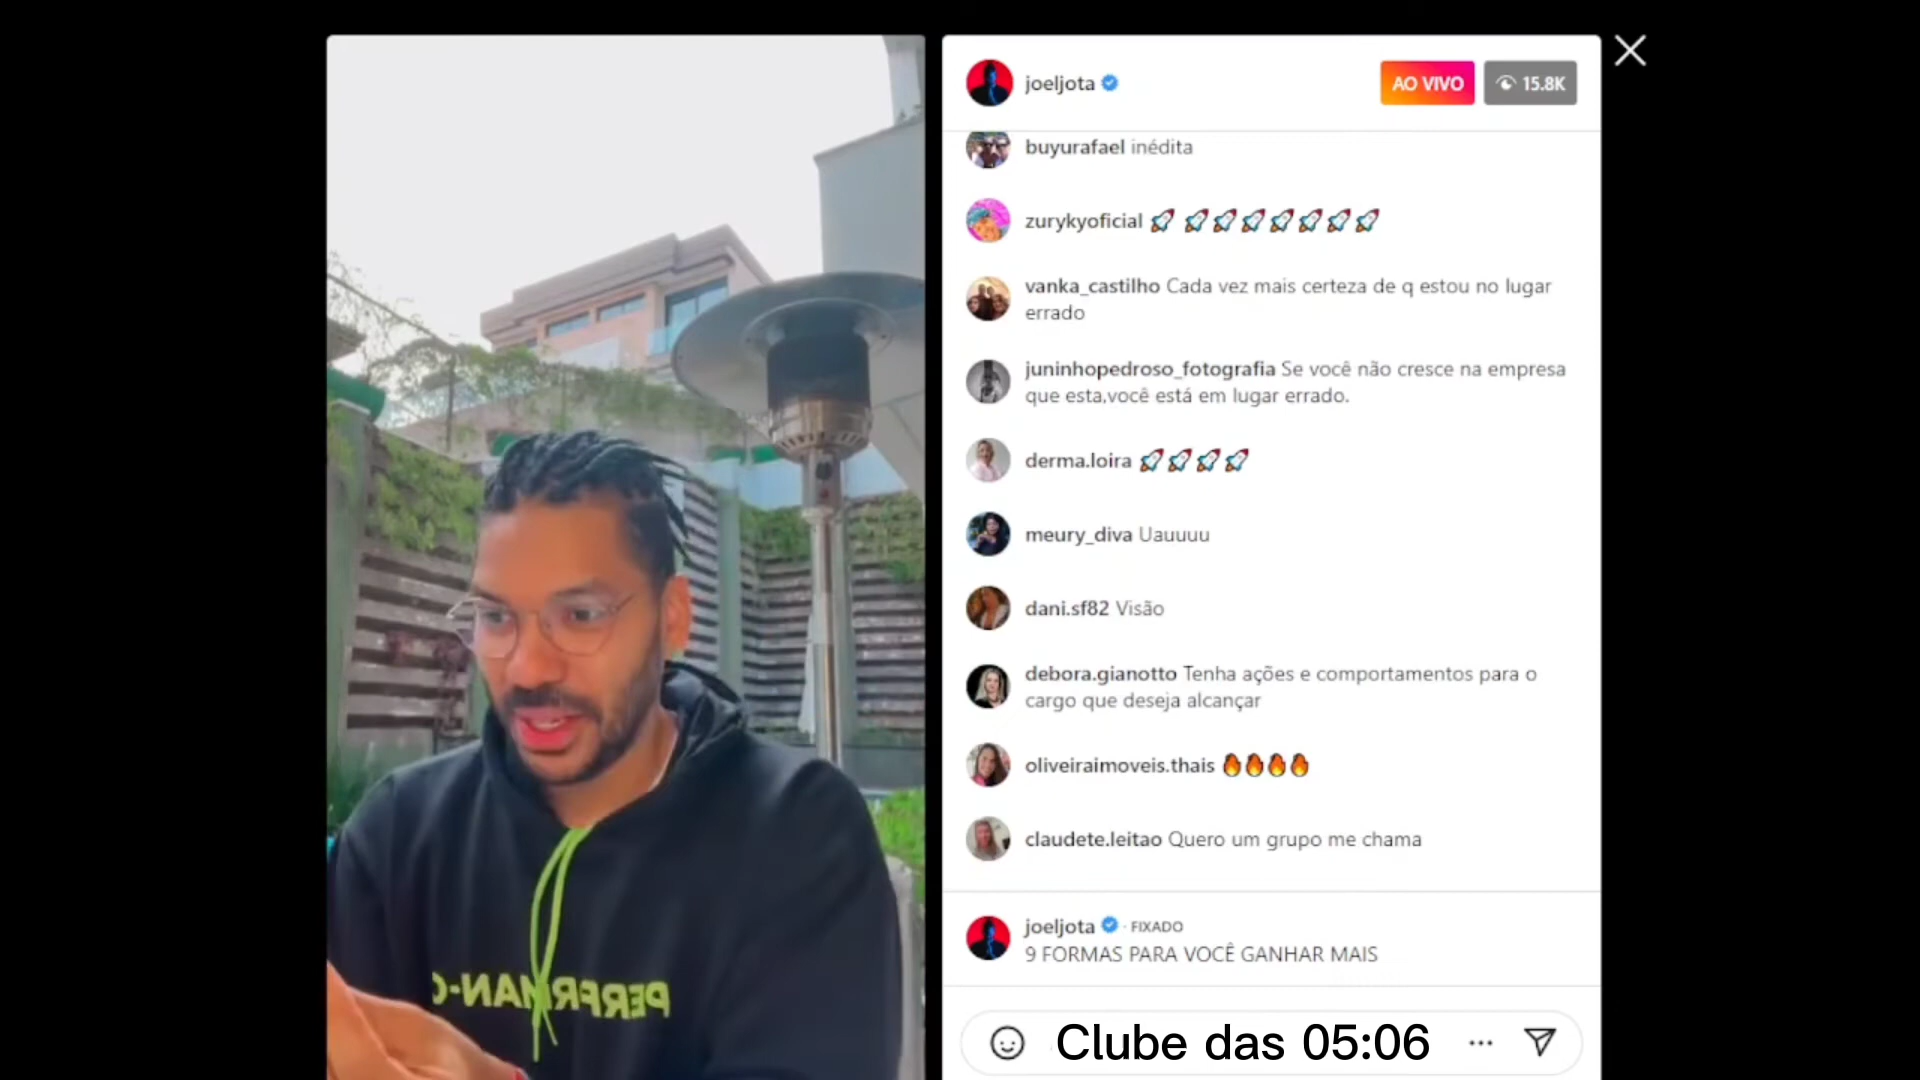 joeljota
AO VIVO
15.8K
buyurafael inédita
zurykyoficial 🚀 🚀🚀🚀🚀🚀🚀🚀
vanka_castilho Cada vez mais certeza de q estou no lugar
errado
juninhopedroso_fotografia Se você não cresce na empresa
que esta,você está em lugar errado.
derma.loira 🚀🚀🚀🚀
meury_diva Uauuuu
dani.sf82 Visão
debora.gianotto Tenha ações e comportamentos para o
cargo que deseja alcançar
oliveiraimoveis.thais 🔥🔥🔥🔥
claudete.leitao Quero um grupo me chama
joeljota · FIXADO
9 FORMAS PARA VOCÊ GANHAR MAIS
Clube das 05:06